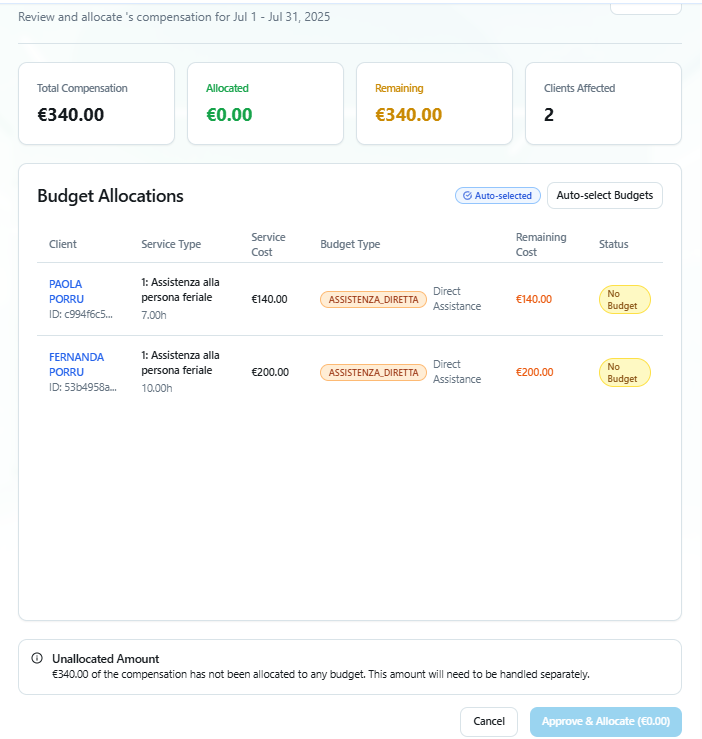 Review and allocate 's compensation for Jul 1 - Jul 31, 2025
Total Compensation
€340.00
Allocated
€0.00
Remaining
€340.00
Clients Affected
2
Budget Allocations
Auto-selected
Auto-select Budgets
Client
Service Type
Service
Cost
Budget Type
Remaining
Cost
Status
PAOLA
PORRU
ID: c994f6c5...
1: Assistenza alla
persona feriale
7.00h
€140.00
ASSISTENZA_DIRETTA
Direct
Assistance
€140.00
No
Budget
FERNANDA
PORRU
ID: 53b4958a...
1: Assistenza alla
persona feriale
10.00h
€200.00
ASSISTENZA_DIRETTA
Direct
Assistance
€200.00
No
Budget
Unallocated Amount
€340.00 of the compensation has not been allocated to any budget. This amount will need to be handled separately.
Cancel
Approve & Allocate (€0.00)